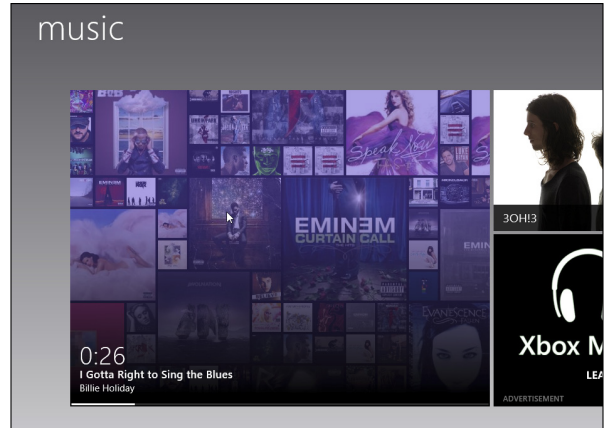 music
Speak Now
EMINEM
CURTAIN CALL
EVANESCENCE
0:26
I Gotta Right to Sing the Blues
Billie Holiday
3OH!3
Xbox M
LEA
ADVERTISEMENT